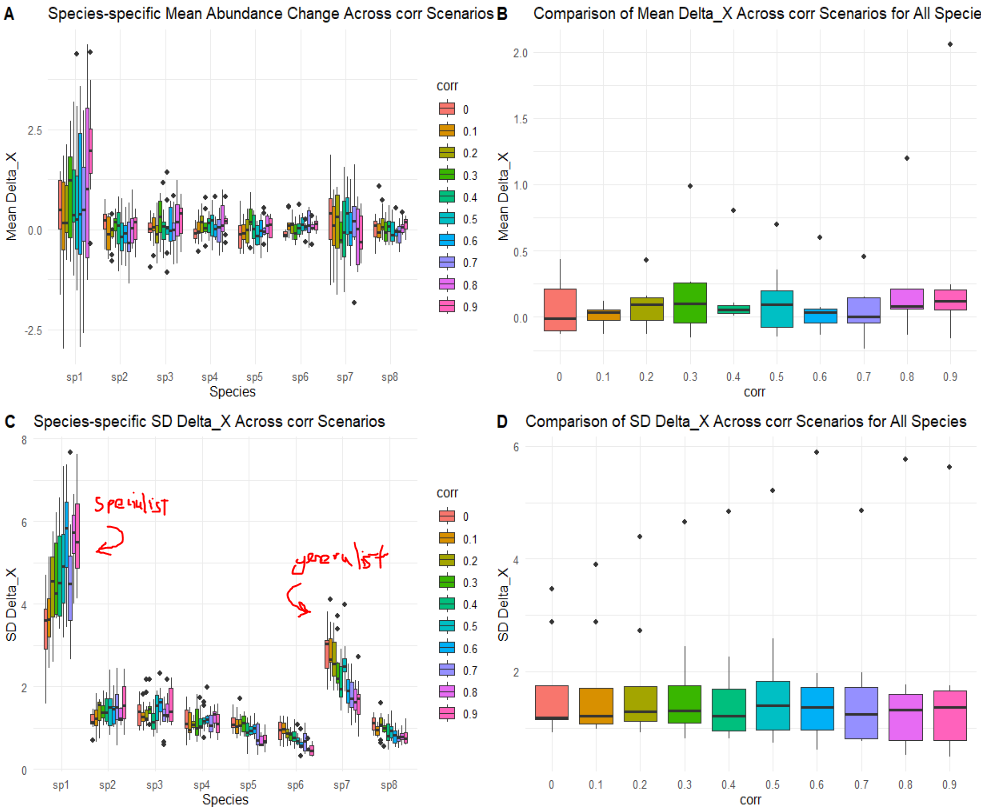 A Species-specific Mean Abundance Change Across corr Scenarios
Mean Delta_X
2.5
0.0
-2.5
sp1 sp2 sp3 sp4 sp5 sp6 sp7 sp8
Species
corr
0
0.1
0.2
0.3
0.4
0.5
0.6
0.7
0.8
0.9
B Comparison of Mean Delta_X Across corr Scenarios for All Specie
Mean Delta_X
2.0
1.5
1.0
0.5
0.0
0 0.1 0.2 0.3 0.4 0.5 0.6 0.7 0.8 0.9
corr
C Species-specific SD Delta_X Across corr Scenarios
SD Delta_X
8
6
4
2
0
specialist
generalist
sp1 sp2 sp3 sp4 sp5 sp6 sp7 sp8
Species
corr
0
0.1
0.2
0.3
0.4
0.5
0.6
0.7
0.8
0.9
D Comparison of SD Delta_X Across corr Scenarios for All Species
SD Delta_X
6
4
2
0 0.1 0.2 0.3 0.4 0.5 0.6 0.7 0.8 0.9
corr